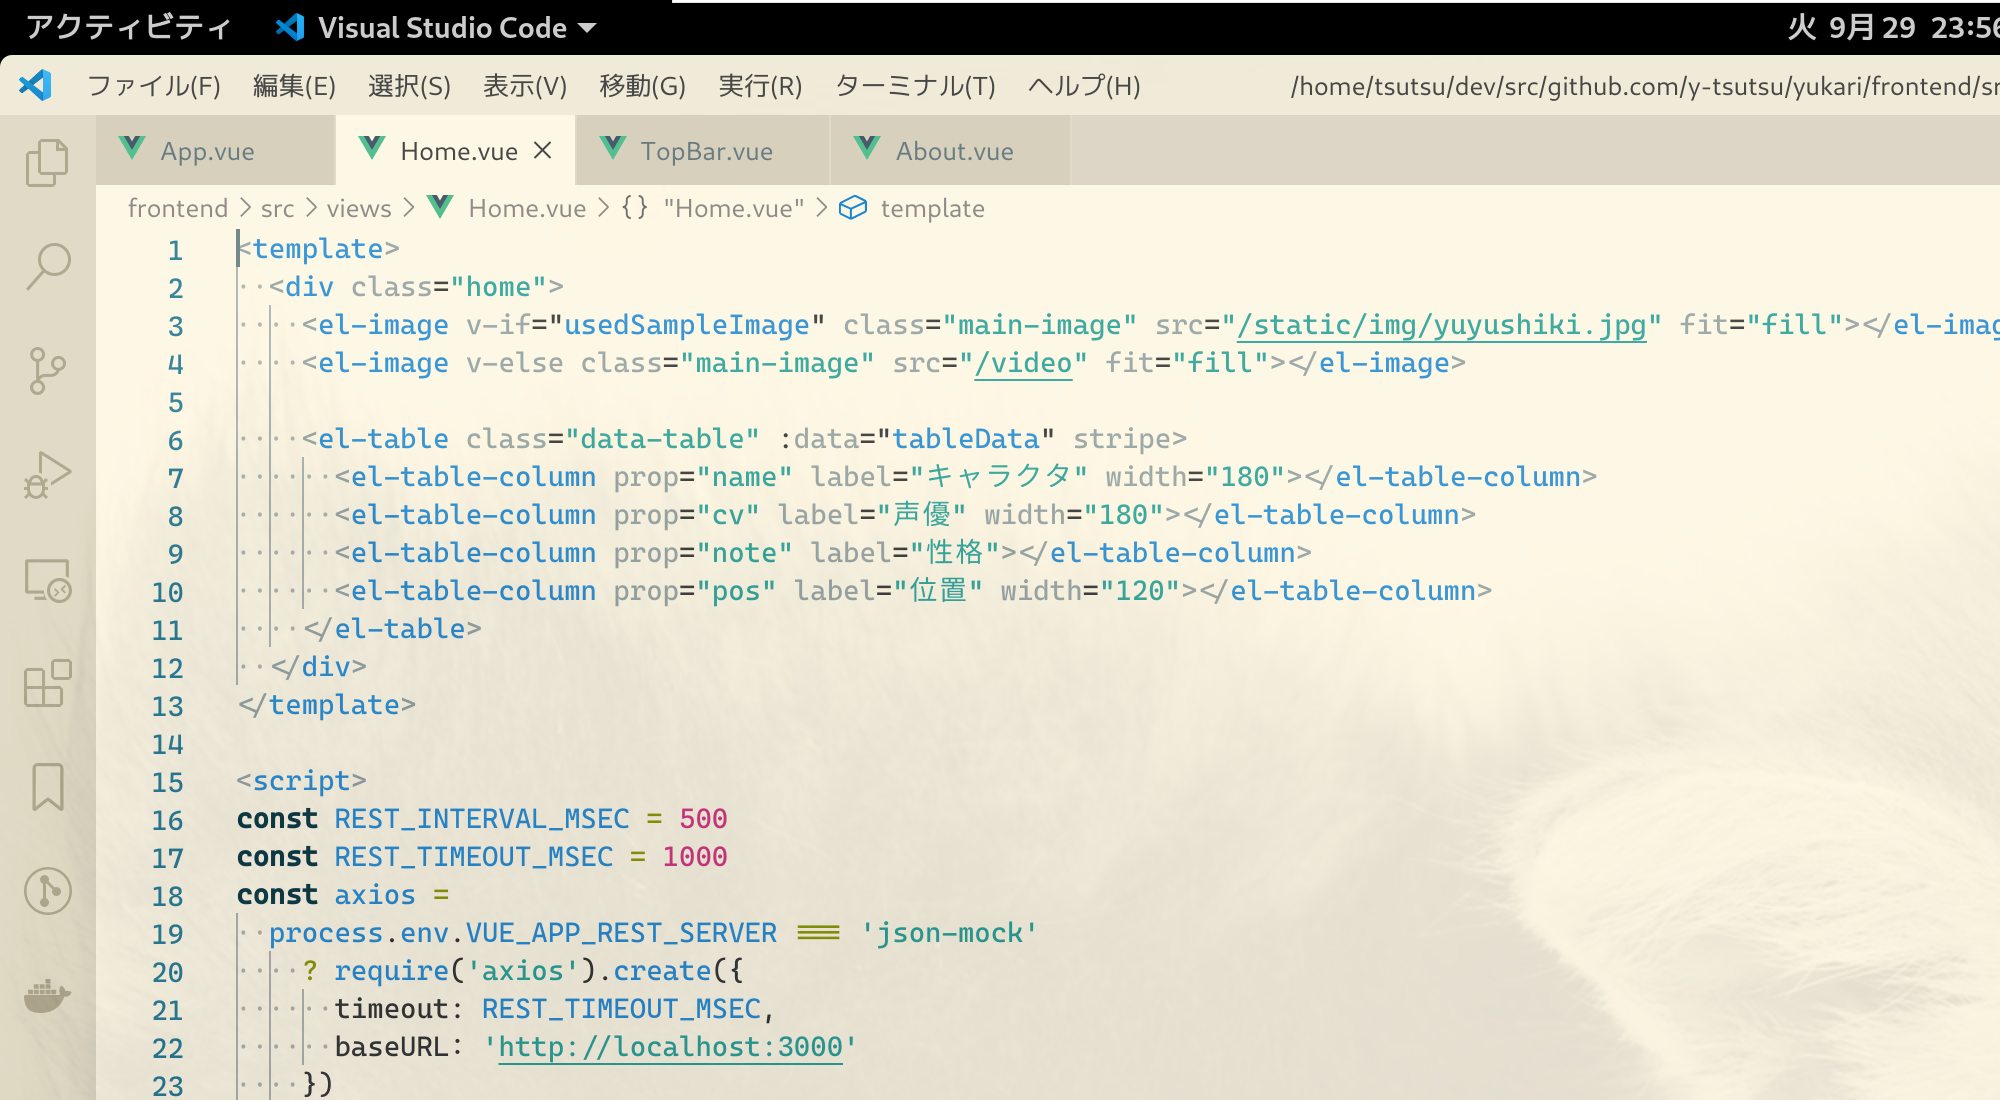 アクティビティ Visual Studio Code 火 9月 29 23:56
ファイル(F) 編集(E) 選択(S) 表示(V) 移動(G) 実行(R) ターミナル(T) ヘルプ(H) /home/tsutsu/dev/src/github.com/y-tsutsu/yukari/frontend/sr
App.vue Home.vue TopBar.vue About.vue
frontend > src > views > Home.vue > {} "Home.vue" > template
1 <template>
2 <div class="home">
3 <el-image v-if="usedSampleImage" class="main-image" src="/static/img/yuyushiki.jpg" fit="fill"></el-imag
4 <el-image v-else class="main-image" src="/video" fit="fill"></el-image>
5
6 <el-table class="data-table" :data="tableData" stripe>
7 <el-table-column prop="name" label="キャラクタ" width="180"></el-table-column>
8 <el-table-column prop="cv" label="声優" width="180"></el-table-column>
9 <el-table-column prop="note" label="性格"></el-table-column>
10 <el-table-column prop="pos" label="位置" width="120"></el-table-column>
11 </el-table>
12 </div>
13 </template>
14
15 <script>
16 const REST_INTERVAL_MSEC = 500
17 const REST_TIMEOUT_MSEC = 1000
18 const axios =
19 process.env.VUE_APP_REST_SERVER === 'json-mock'
20 ? require('axios').create({
21 timeout: REST_TIMEOUT_MSEC,
22 baseURL: 'http://localhost:3000'
23 })